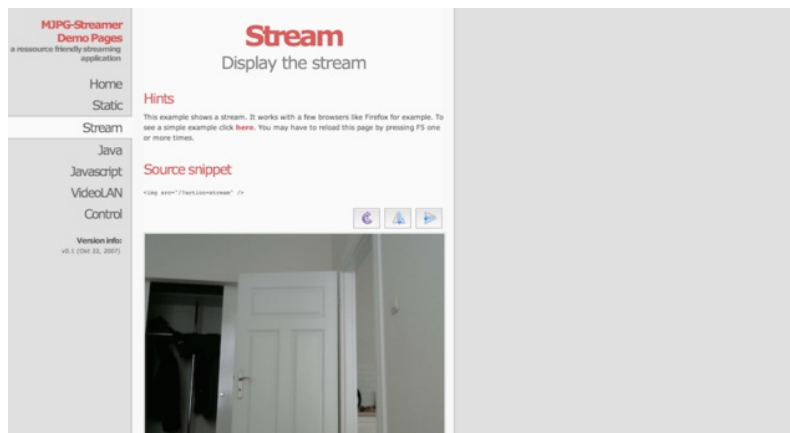 MJPG-Streamer
Demo Pages
a ressource friendly streaming
application
Home
Static
Stream
Java
Javascript
VideoLAN
Control
Version info:
v0.1 (Oct 22, 2007)
Stream
Display the stream
Hints
This example shows a stream. It works with a few browsers like Firefox for example. To
see a simple example click here. You may have to reload this page by pressing F5 one
or more times.
Source snippet
<img src="/?action=stream" />